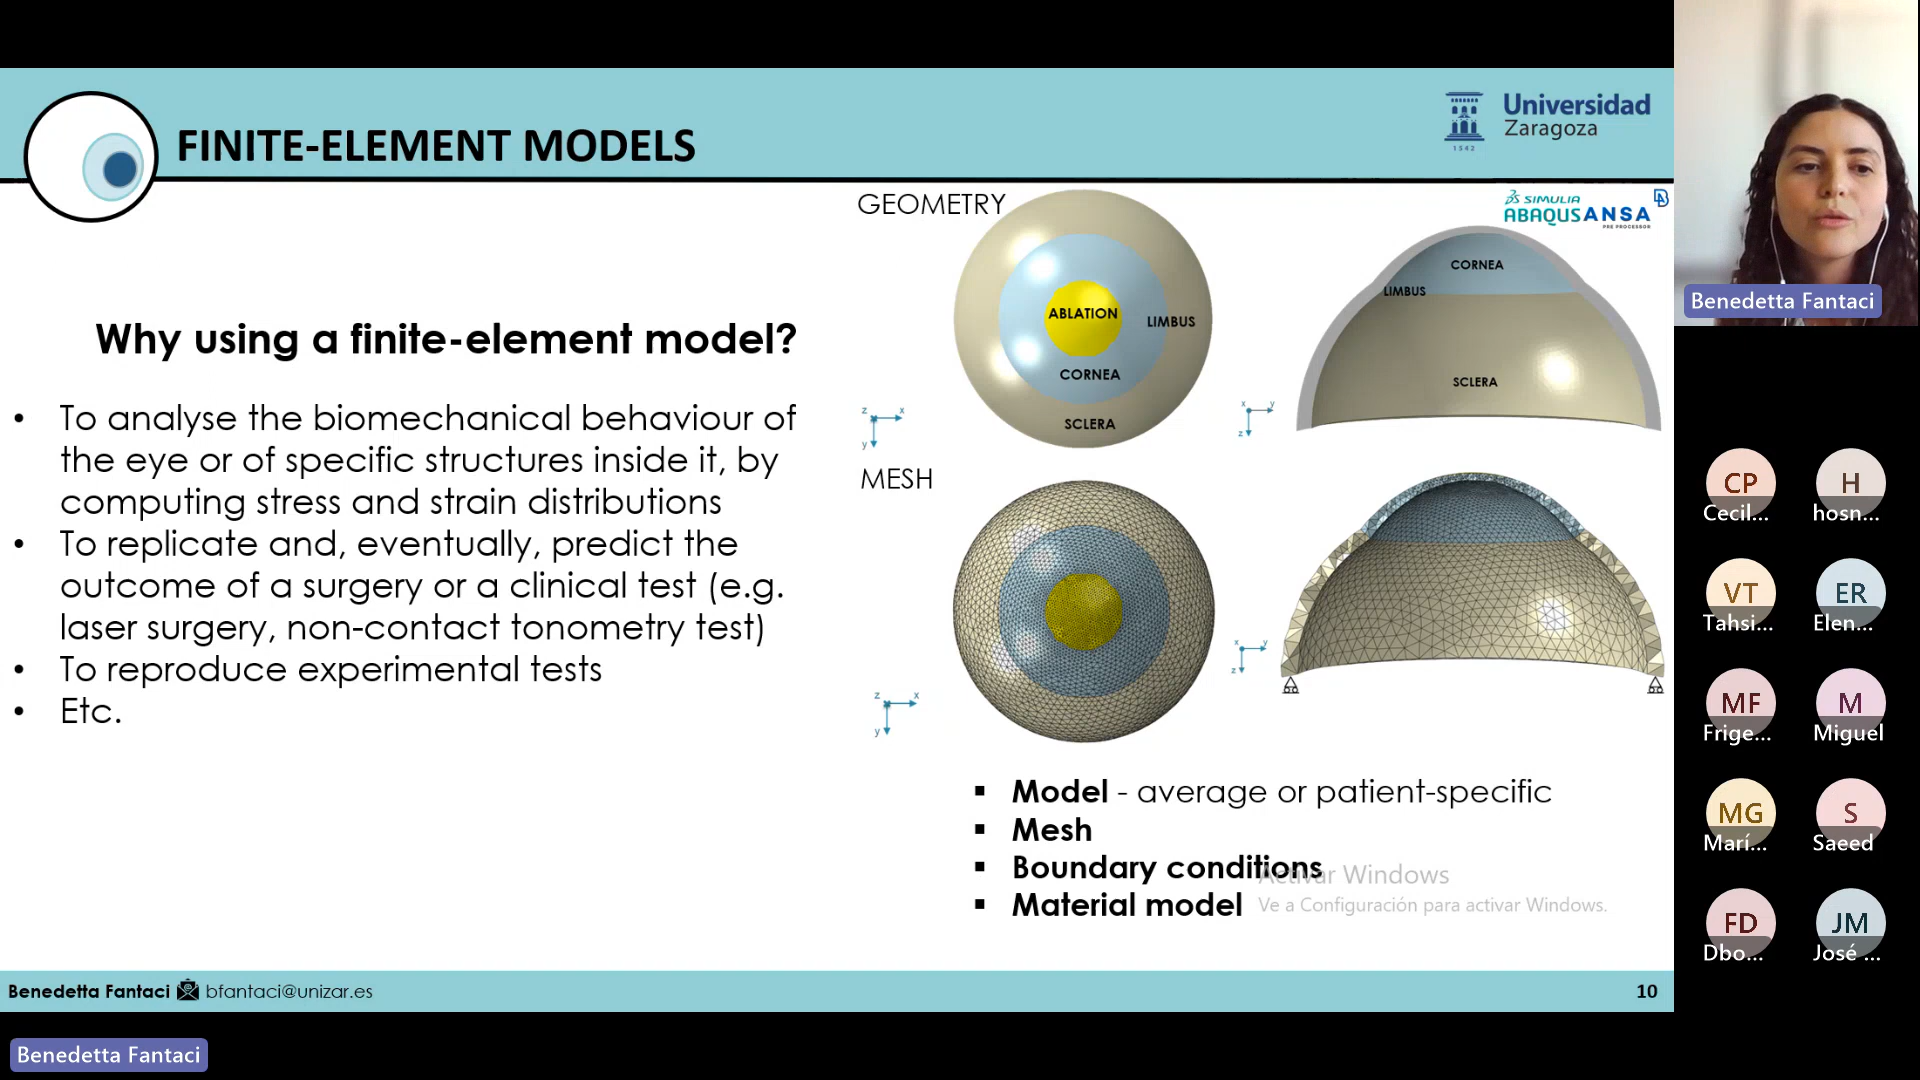 FINITE-ELEMENT MODELS
Universidad
Zaragoza
1542
GEOMETRY
SIMULIA
ABAQUS ANSA
PRE PROCESSOR
ABLATION
LIMBUS
CORNEA
SCLERA
CORNEA
LIMBUS
SCLERA
z
x
y
x
y
z
Why using a finite-element model?
• To analyse the biomechanical behaviour of
the eye or of specific structures inside it, by
computing stress and strain distributions
• To replicate and, eventually, predict the
outcome of a surgery or a clinical test (e.g.
laser surgery, non-contact tonometry test)
• To reproduce experimental tests
• Etc.
MESH
z
x
y
x
y
z
▪ Model - average or patient-specific
▪ Mesh
▪ Boundary conditions
▪ Material model
Activar Windows
Ve a Configuración para activar Windows.
Benedetta Fantaci bfantaci@unizar.es
10
Benedetta Fantaci
Benedetta Fantaci
CP
Cecil...
H
hosn...
VT
Tahsi...
ER
Elen...
MF
Frige...
M
Miguel
MG
Marí...
S
Saeed
FD
Dbo...
JM
José ...